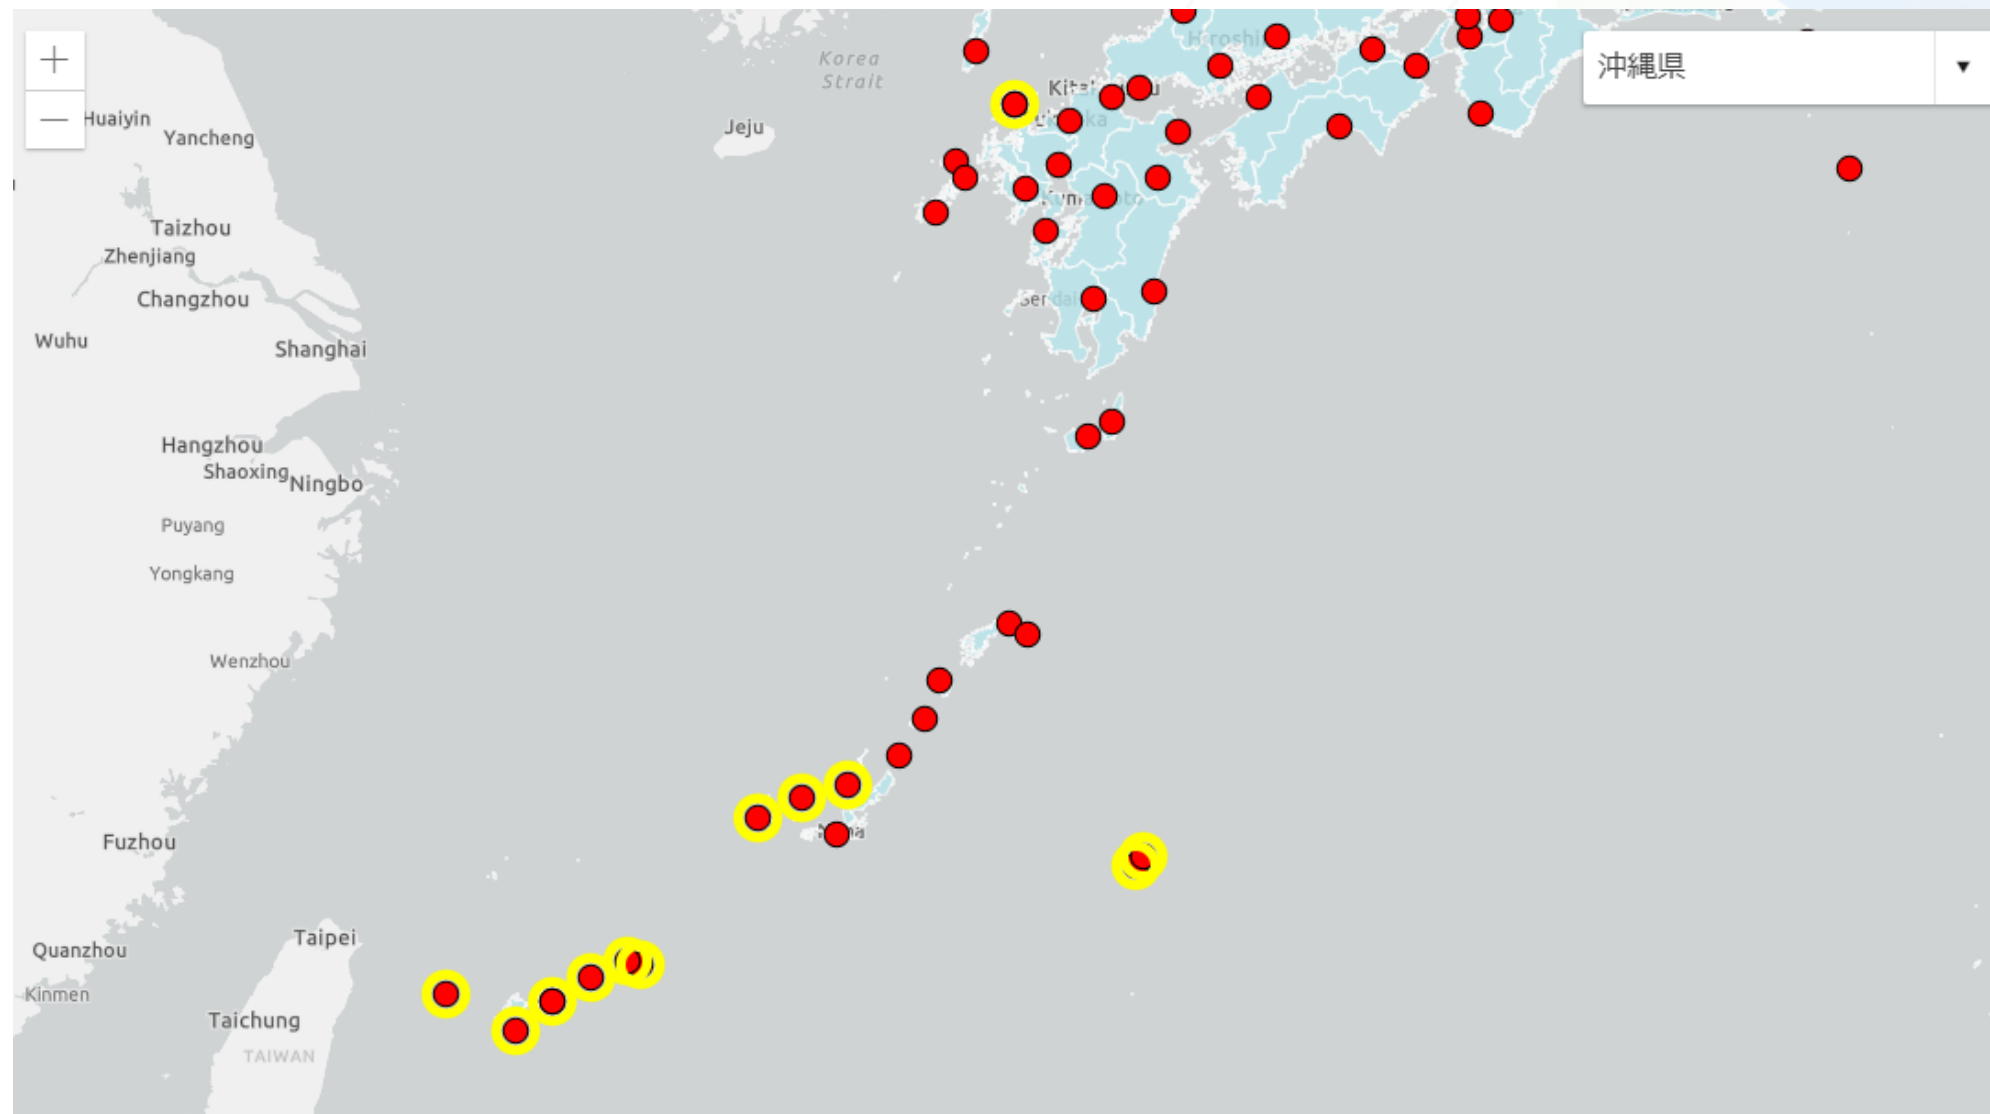 沖縄県
Korea
Strait
Huaiyin
Yancheng
Jeju
Taizhou
Zhenjiang
Changzhou
Wuhu
Shanghai
Hangzhou
Shaoxing
Ningbo
Puyang
Yongkang
Wenzhou
Fuzhou
Taipei
Quanzhou
Kinmen
Taichung
TAIWAN